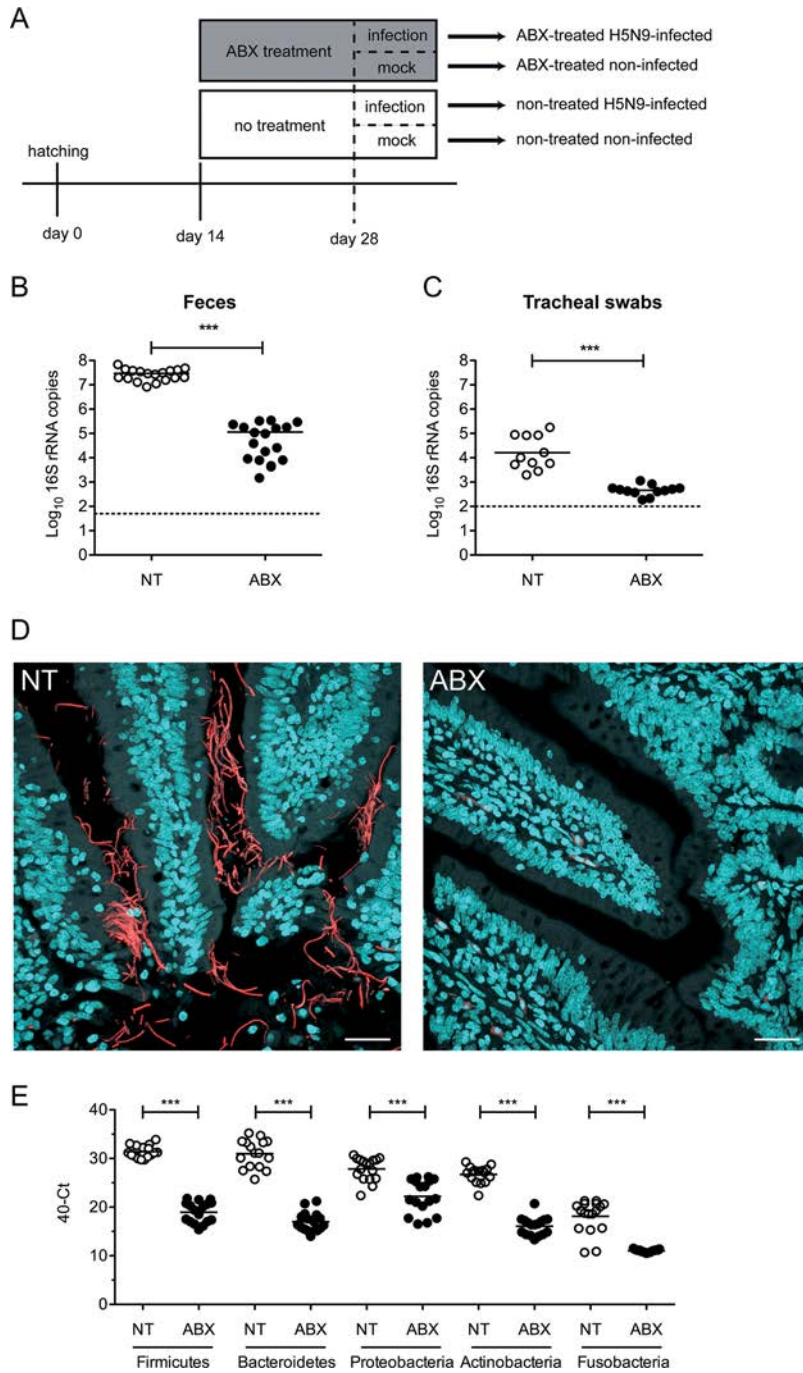 A
ABX treatment
infection
mock
no treatment
infection
mock
ABX-treated H5N9-infected
ABX-treated non-infected
non-treated H5N9-infected
non-treated non-infected
hatching
day 0
day 14
day 28
B
Feces
***
Log10 16S rRNA copies
8
7
6
5
4
3
2
1
0
NT
ABX
C
Tracheal swabs
***
Log10 16S rRNA copies
8
7
6
5
4
3
2
1
0
NT
ABX
D
NT
ABX
E
40-Ct
40
30
20
10
0
*** *** *** *** ***
NT ABX NT ABX NT ABX NT ABX NT ABX
Firmicutes Bacteroidetes Proteobacteria Actinobacteria Fusobacteria